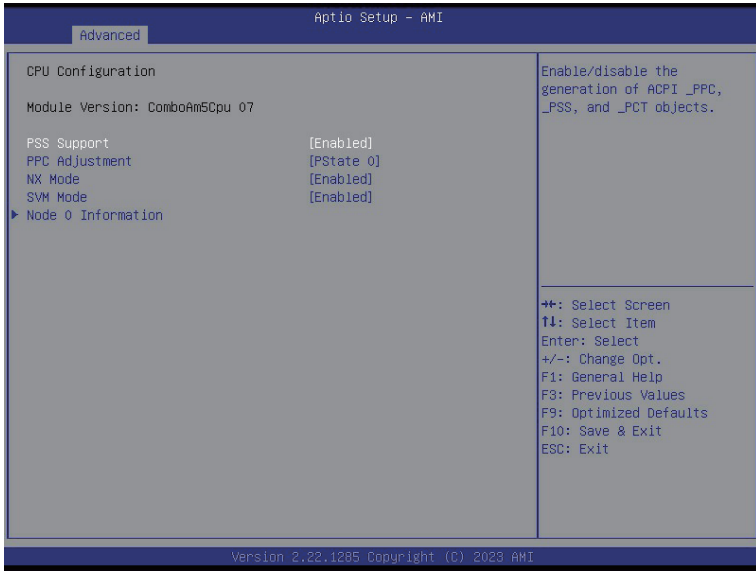 Aptio Setup - AMI
Advanced
CPU Configuration
Module Version: ComboAm5Cpu 07
PSS Support [Enabled]
PPC Adjustment [PState 0]
NX Mode [Enabled]
SVM Mode [Enabled]
Node 0 Information
Enable/disable the
generation of ACPI _PPC,
_PSS, and _PCT objects.
→←: Select Screen
↑↓: Select Item
Enter: Select
+/-: Change Opt.
F1: General Help
F3: Previous Values
F9: Optimized Defaults
F10: Save & Exit
ESC: Exit
Version 2.22.1285 Copyright (C) 2023 AMI